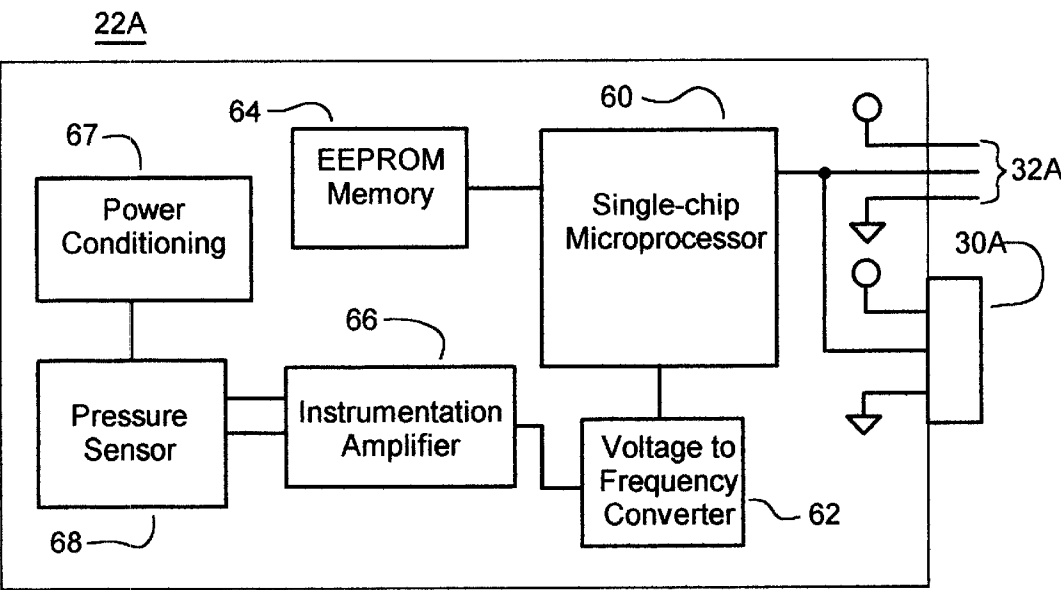 22A
67
Power
Conditioning
64
EEPROM
Memory
60
Single-chip
Microprocessor
32A
30A
Pressure
Sensor
68
66
Instrumentation
Amplifier
Voltage to
Frequency
Converter
62